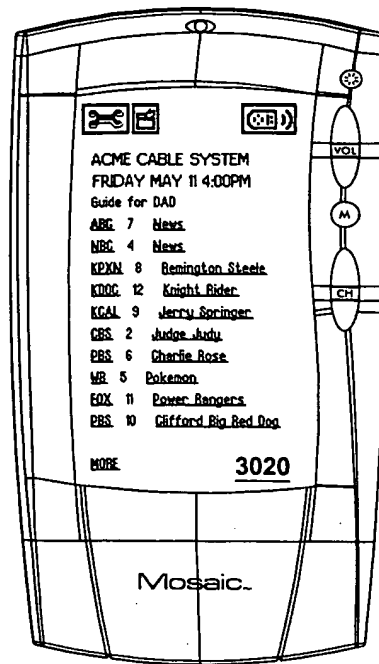 ACME CABLE SYSTEM
FRIDAY MAY 11 4:00PM
Guide for DAD
ABC 7 News
NBC 4 News
KPXN 8 Remington Steele
KDOC 12 Knight Rider
KCAL 9 Jerry Springer
CBS 2 Judge Judy
PBS 6 Charlie Rose
WB 5 Pokemon
FOX 11 Power Rangers
PBS 10 Clifford Big Red Dog
MORE 3020
VOL
M
CH
Mosaic™